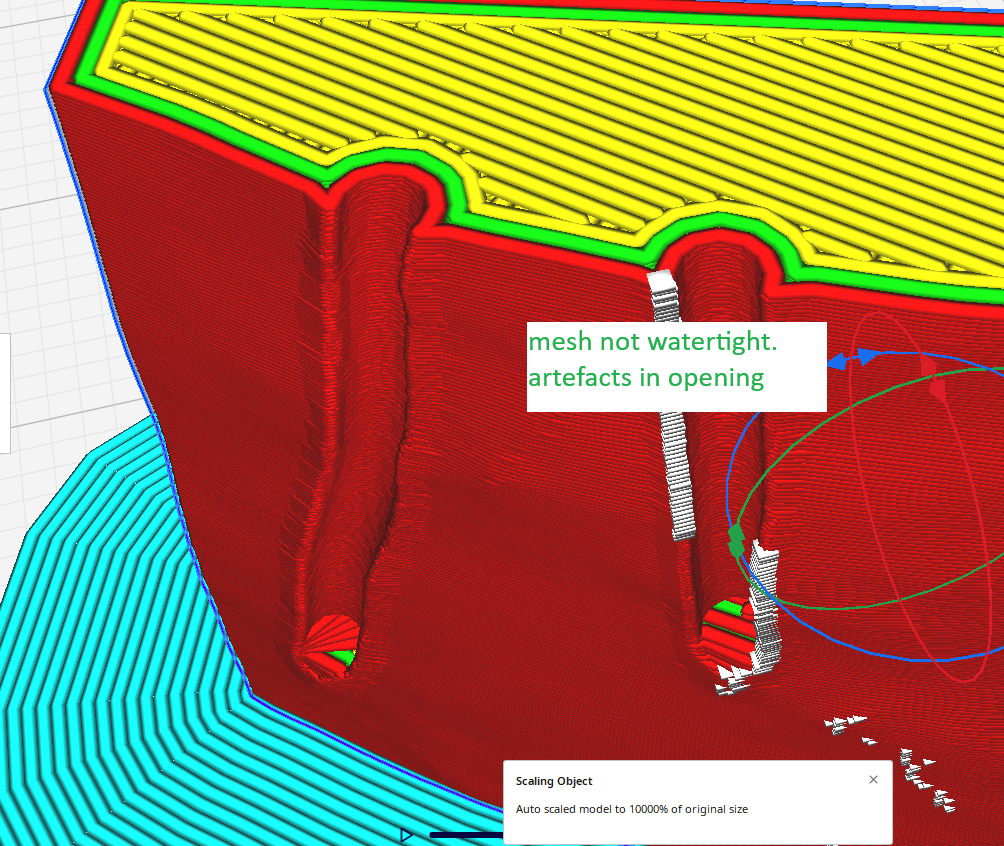 mesh not watertight.
artefacts in opening
Scaling Object
Auto scaled model to 10000% of original size